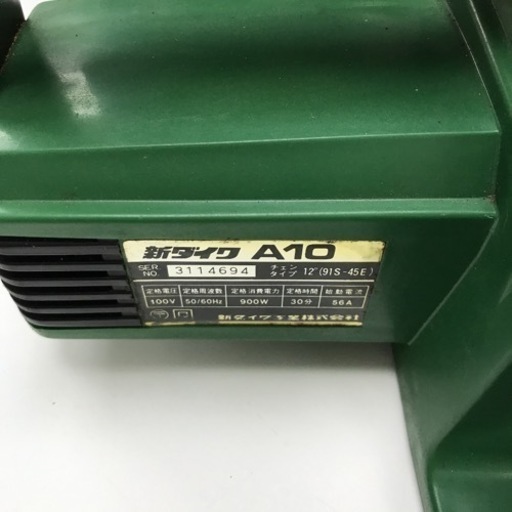 新ダイワ A10
SER. NO. 3114694 チェンタイプ 12"(91S-45E)
定格電圧 定格周波数 定格消費電力 定格時間 始動電流
100V 50/60Hz 900W 30分 56A
新ダイワ工業株式会社